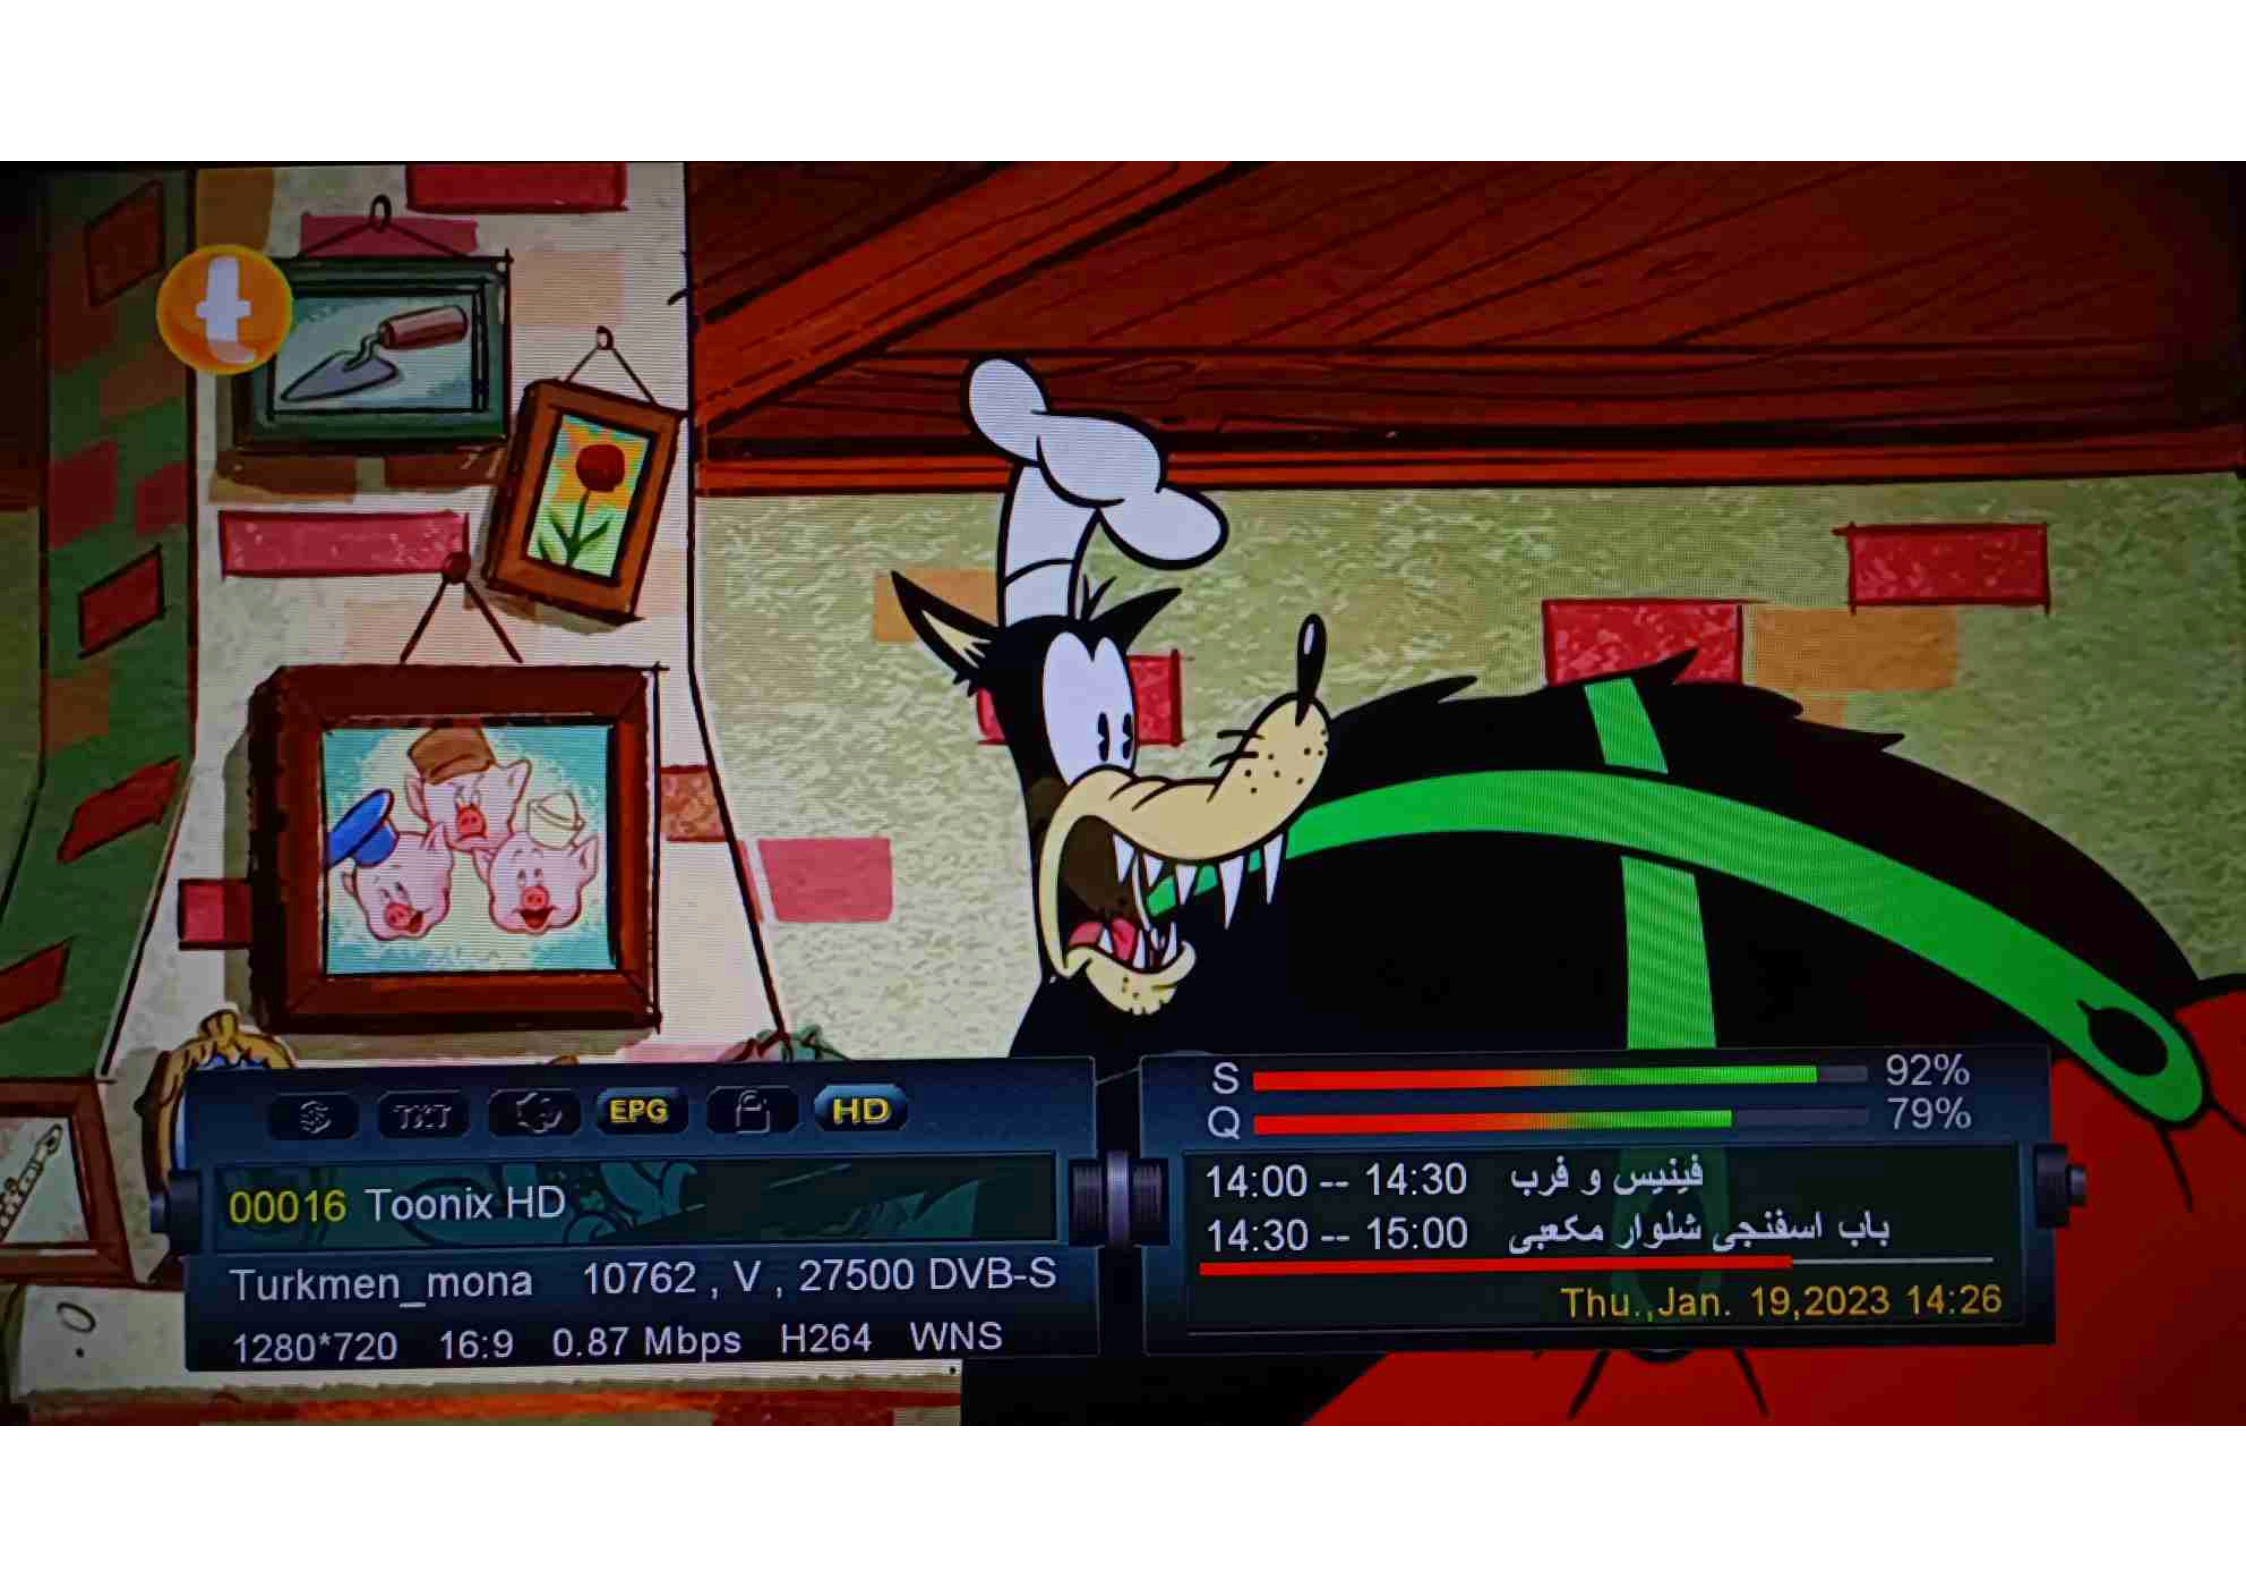 t
TXT EPG HD
00016 Toonix HD
Turkmen_mona 10762 , V , 27500 DVB-S
1280*720 16:9 0.87 Mbps H264 WNS
S 92%
Q 79%
14:00 -- 14:30 فینیس و فرب
14:30 -- 15:00 باب اسفنجی شلوار مکعبی
Thu.,Jan. 19,2023 14:26